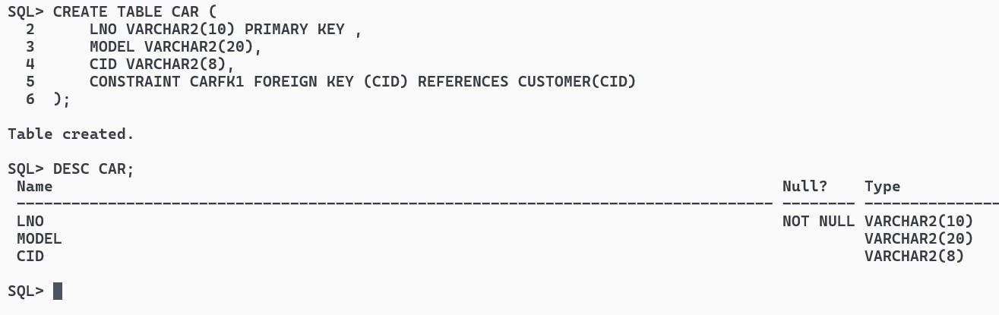 SQL> CREATE TABLE CAR (
  2      LNO VARCHAR2(10) PRIMARY KEY ,
  3      MODEL VARCHAR2(20),
  4      CID VARCHAR2(8),
  5      CONSTRAINT CARFK1 FOREIGN KEY (CID) REFERENCES CUSTOMER(CID)
  6  );
Table created.
SQL> DESC CAR;
 Name                                                                                Null?    Type
 ----------------------------------------------------------------------------------- -------- ---------------
 LNO                                                                                 NOT NULL VARCHAR2(10)
 MODEL                                                                                        VARCHAR2(20)
 CID                                                                                          VARCHAR2(8)
SQL>